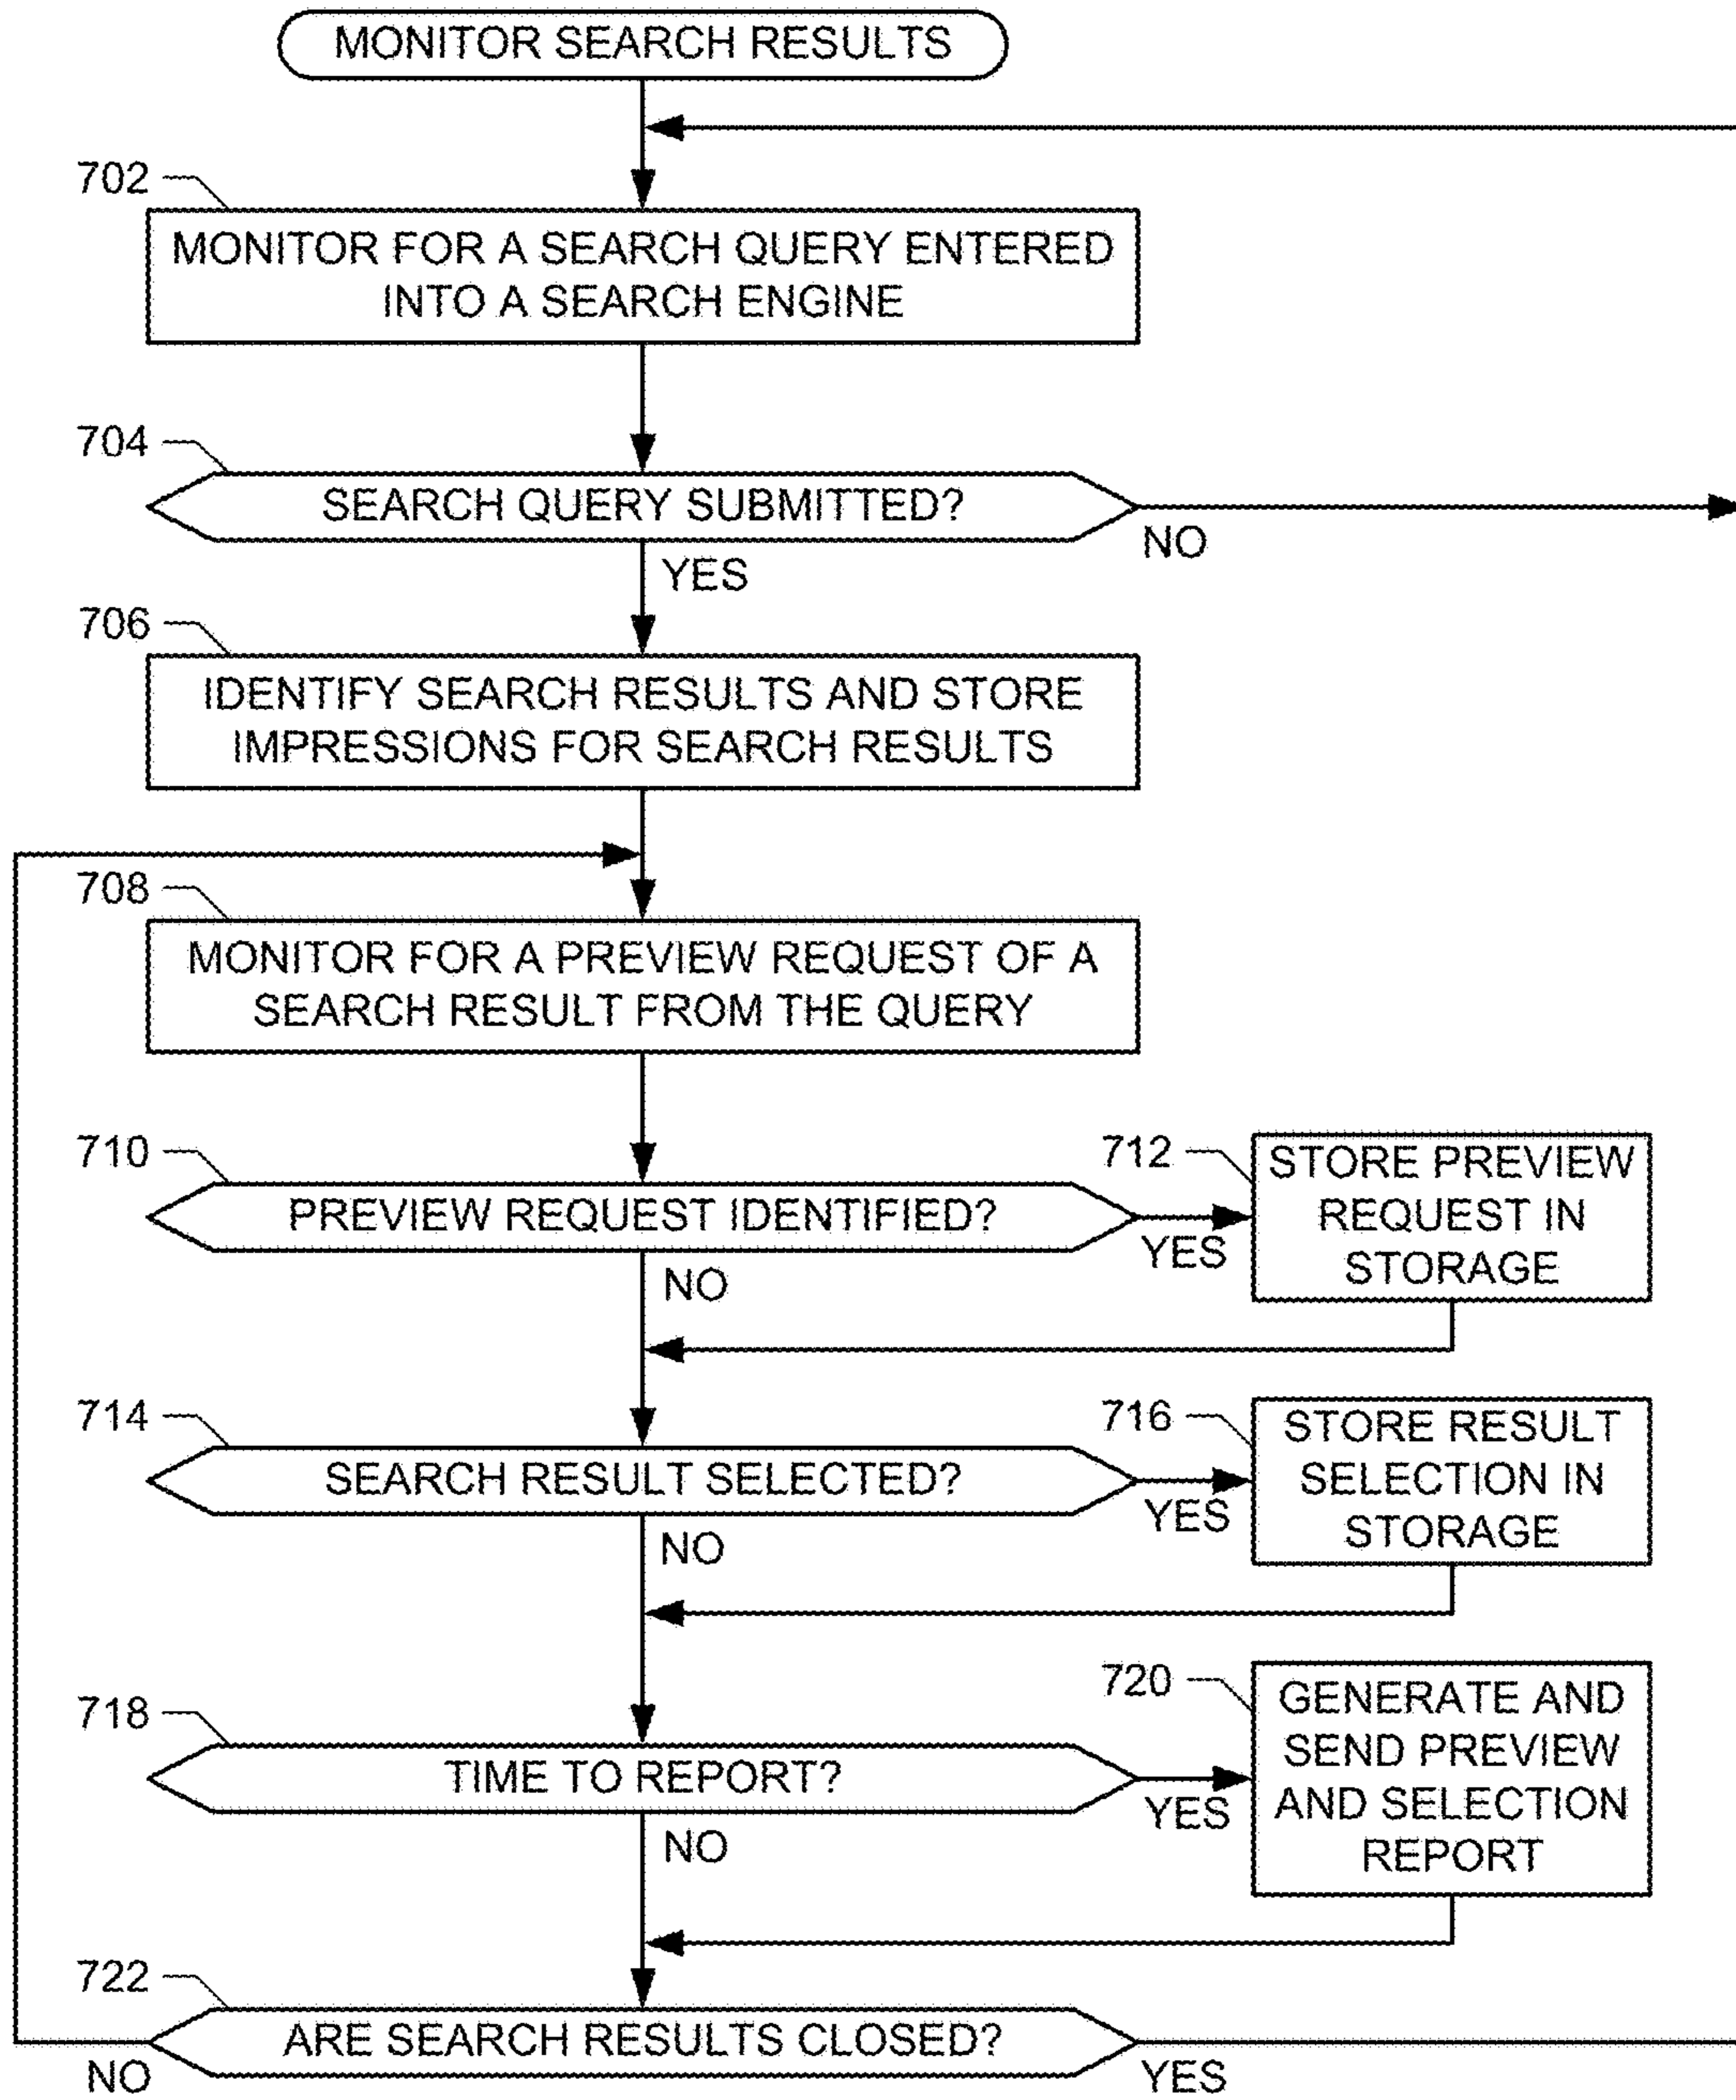 MONITOR SEARCH RESULTS
702
MONITOR FOR A SEARCH QUERY ENTERED
INTO A SEARCH ENGINE
704
SEARCH QUERY SUBMITTED?
NO
YES
706
IDENTIFY SEARCH RESULTS AND STORE
IMPRESSIONS FOR SEARCH RESULTS
708
MONITOR FOR A PREVIEW REQUEST OF A
SEARCH RESULT FROM THE QUERY
710
PREVIEW REQUEST IDENTIFIED?
YES
NO
712
STORE PREVIEW
REQUEST IN
STORAGE
714
SEARCH RESULT SELECTED?
YES
NO
716
STORE RESULT
SELECTION IN
STORAGE
718
TIME TO REPORT?
YES
NO
720
GENERATE AND
SEND PREVIEW
AND SELECTION
REPORT
722
ARE SEARCH RESULTS CLOSED?
NO
YES